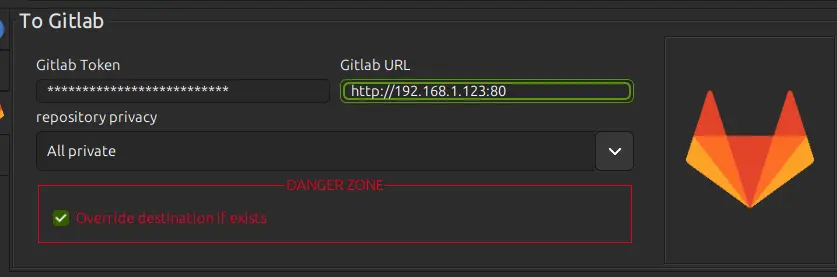 To Gitlab
Gitlab Token
Gitlab URL
**************************
http://192.168.1.123:80
repository privacy
All private
DANGER ZONE
Override destination if exists